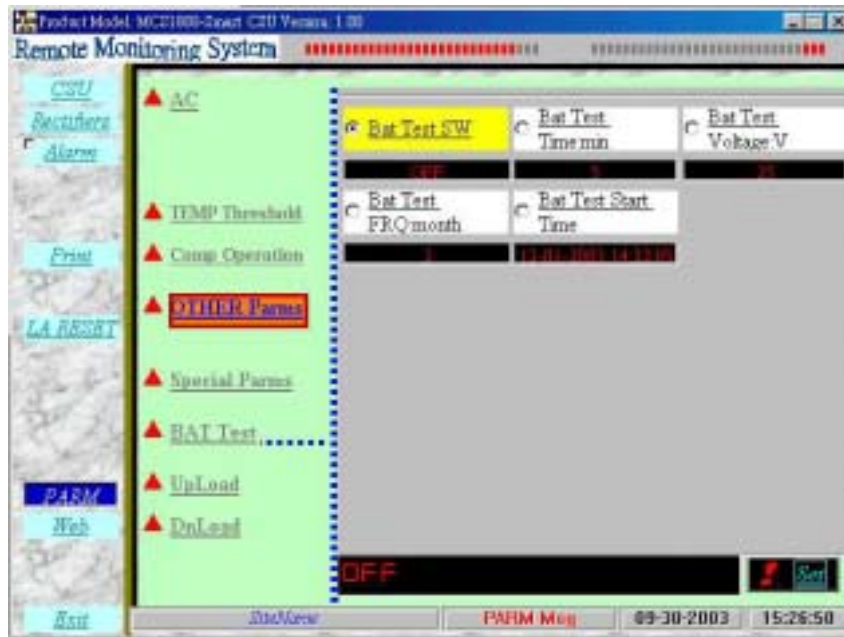 Product Model: MCS1800-Smart CSU Version: 1.00
Remote Monitoring System
CSU
Rectifiers
Alarm
Print
LA RESET
PARM
Web
Exit
AC
TEMP Threshold
Comp Operation
OTHER Parms
Special Parms
BAT Test
UpLoad
DnLoad
Bat Test SW
OFF
Bat Test
Time:min
5
Bat Test
Voltage:V
Bat Test
FRQ:month
Bat Test Start
Time
OFF
Set
SiteName
PARM Msg
09-30-2003
15:26:50